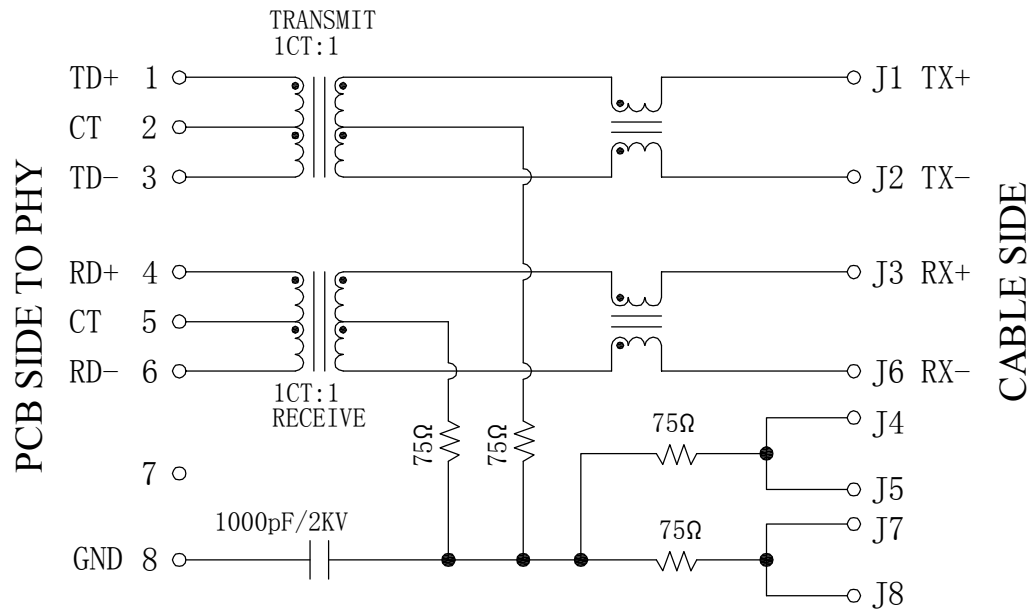 TRANSMIT
1CT:1
TD+ 1
J1 TX+
CT 2
TD- 3
J2 TX-
PCB SIDE TO PHY
CABLE SIDE
RD+ 4
J3 RX+
CT 5
RD- 6
J6 RX-
1CT:1
RECEIVE
75Ω
75Ω
75Ω
J4
7
J5
1000pF/2KV
75Ω
J7
GND 8
J8